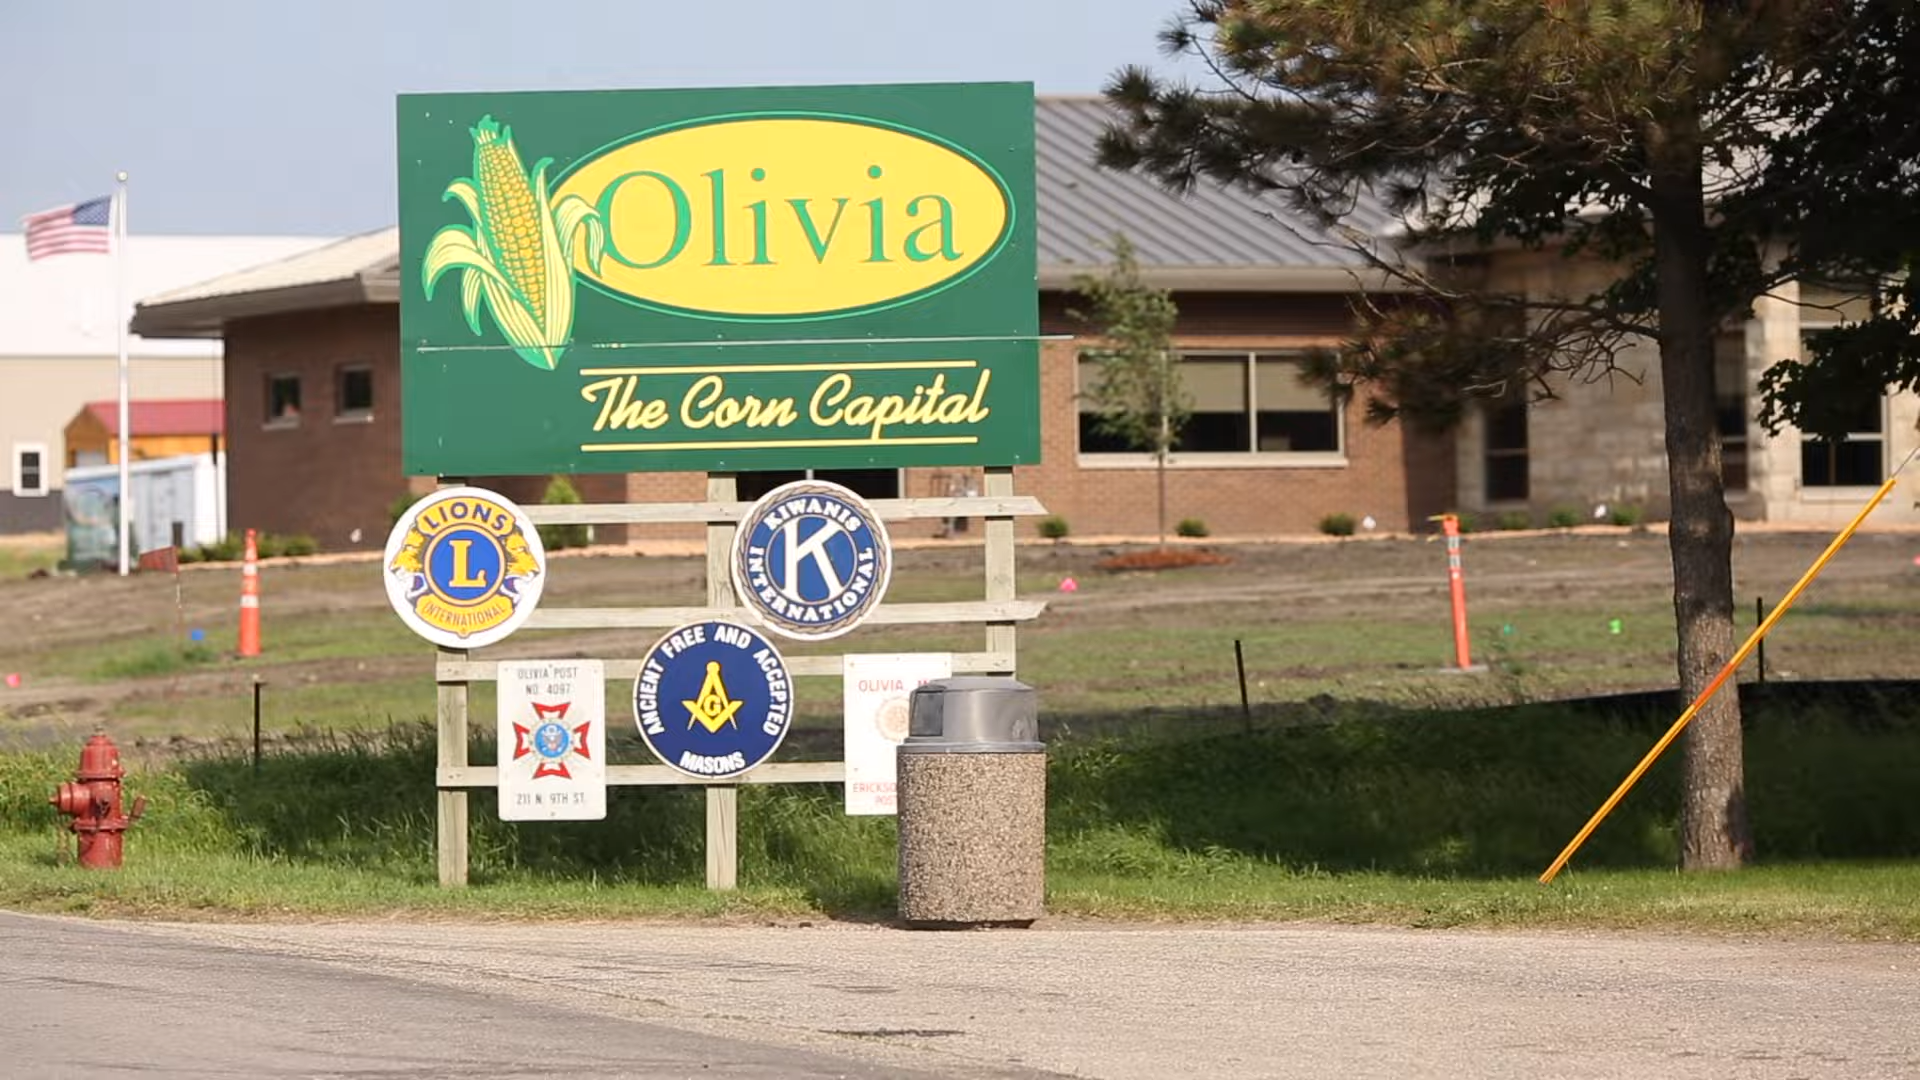 Olivia
The Corn Capital
LIONS
L
INTERNATIONAL
KIWANIS
K
INTERNATIONAL
ANCIENT FREE AND ACCEPTED
G
MASONS
OLIVIA POST
NO. 4097
211 N. 9TH ST.
OLIVIA,
POST